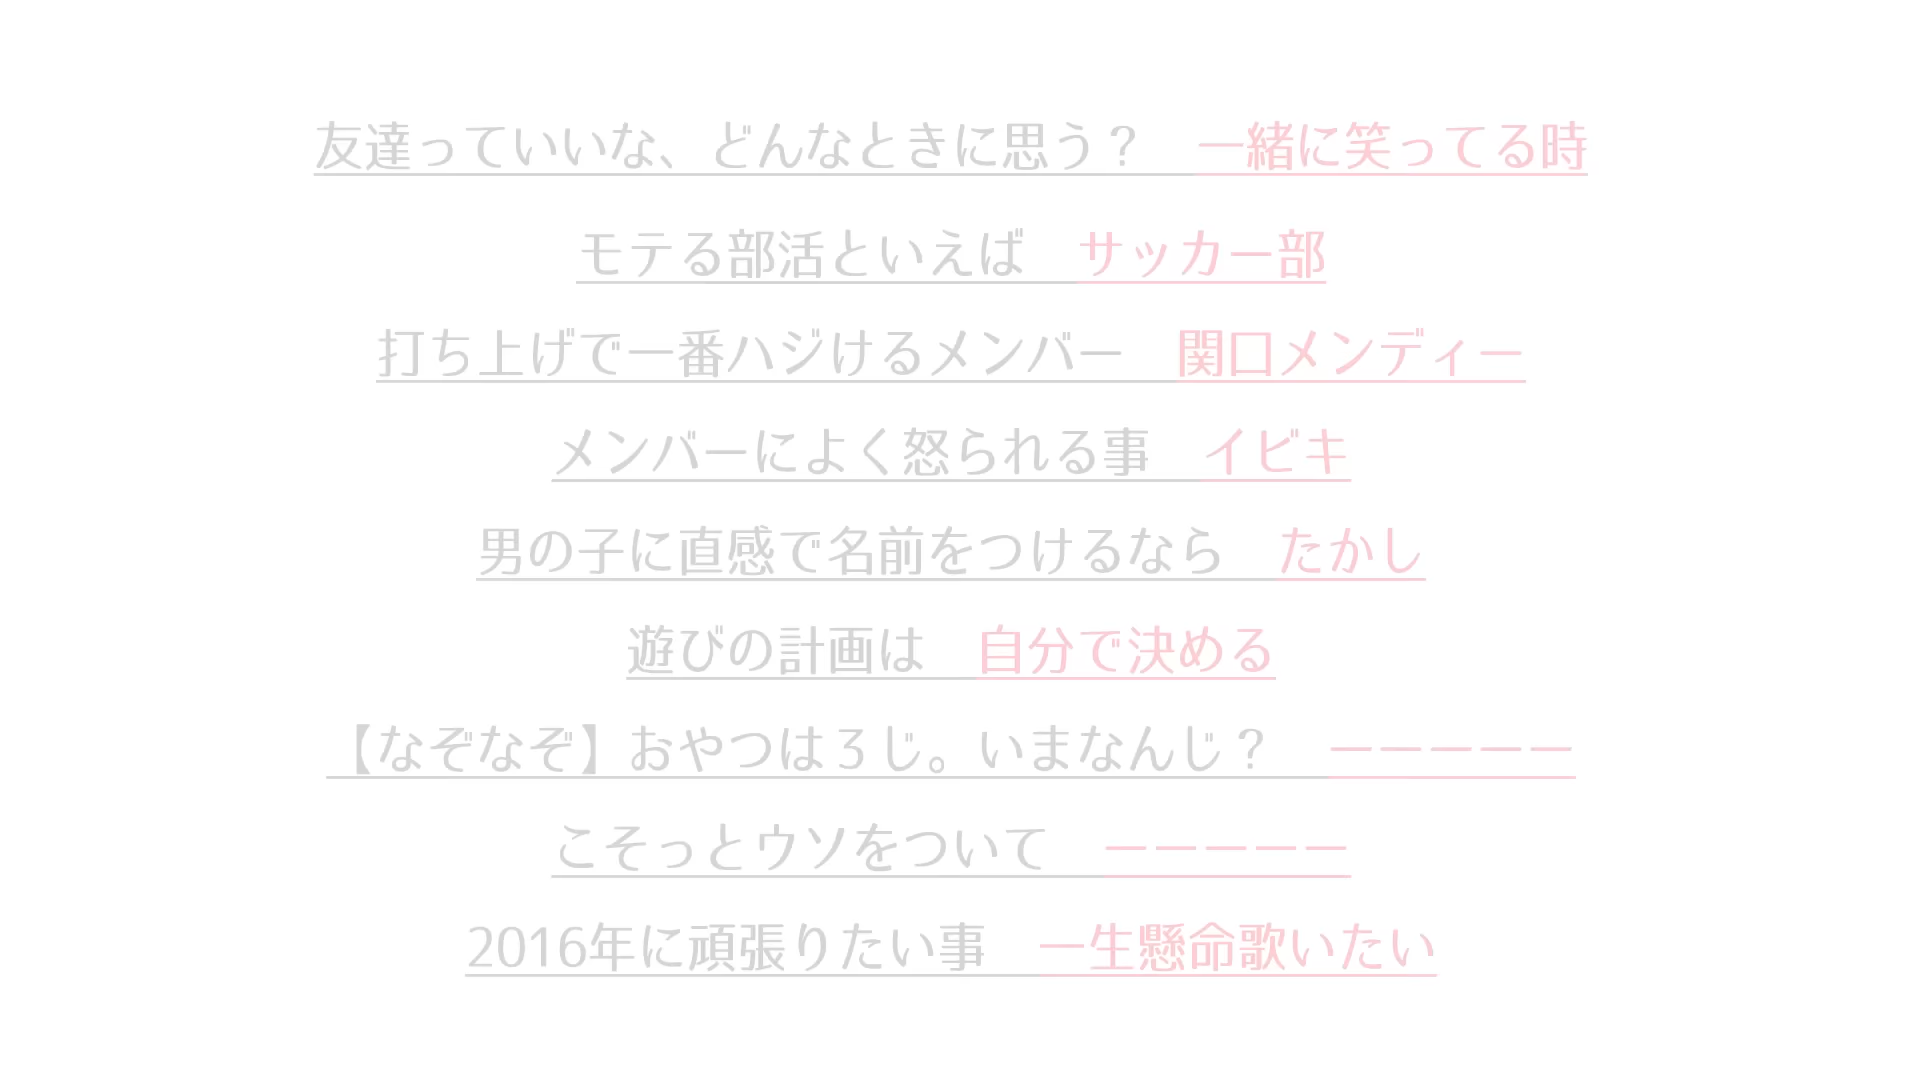 友達っていいな、どんなときに思う？　一緒に笑ってる時
モテる部活といえば　サッカー部
打ち上げで一番ハジけるメンバー　関口メンディー
メンバーによく怒られる事　イビキ
男の子に直感で名前をつけるなら　たかし
遊びの計画は　自分で決める
【なぞなぞ】おやつは３じ。いまなんじ？　ーーーーー
こそっとウソをついて　ーーーーー
2016年に頑張りたい事　一生懸命歌いたい